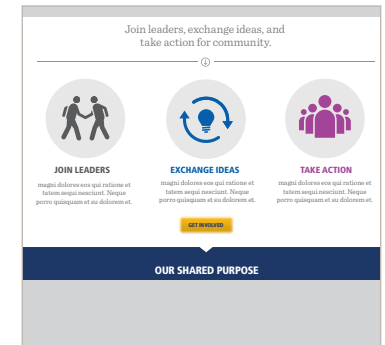 Join leaders, exchange ideas, and
take action for community.
JOIN LEADERS
magni dolores eos qui ratione et
tatem sequi nesciunt. Neque
porro quisquam et su dolorem et.
EXCHANGE IDEAS
magni dolores eos qui ratione et
tatem sequi nesciunt. Neque
porro quisquam et su dolorem et.
TAKE ACTION
magni dolores eos qui ratione et
tatem sequi nesciunt. Neque
porro quisquam et su dolorem et.
GET INVOLVED
OUR SHARED PURPOSE